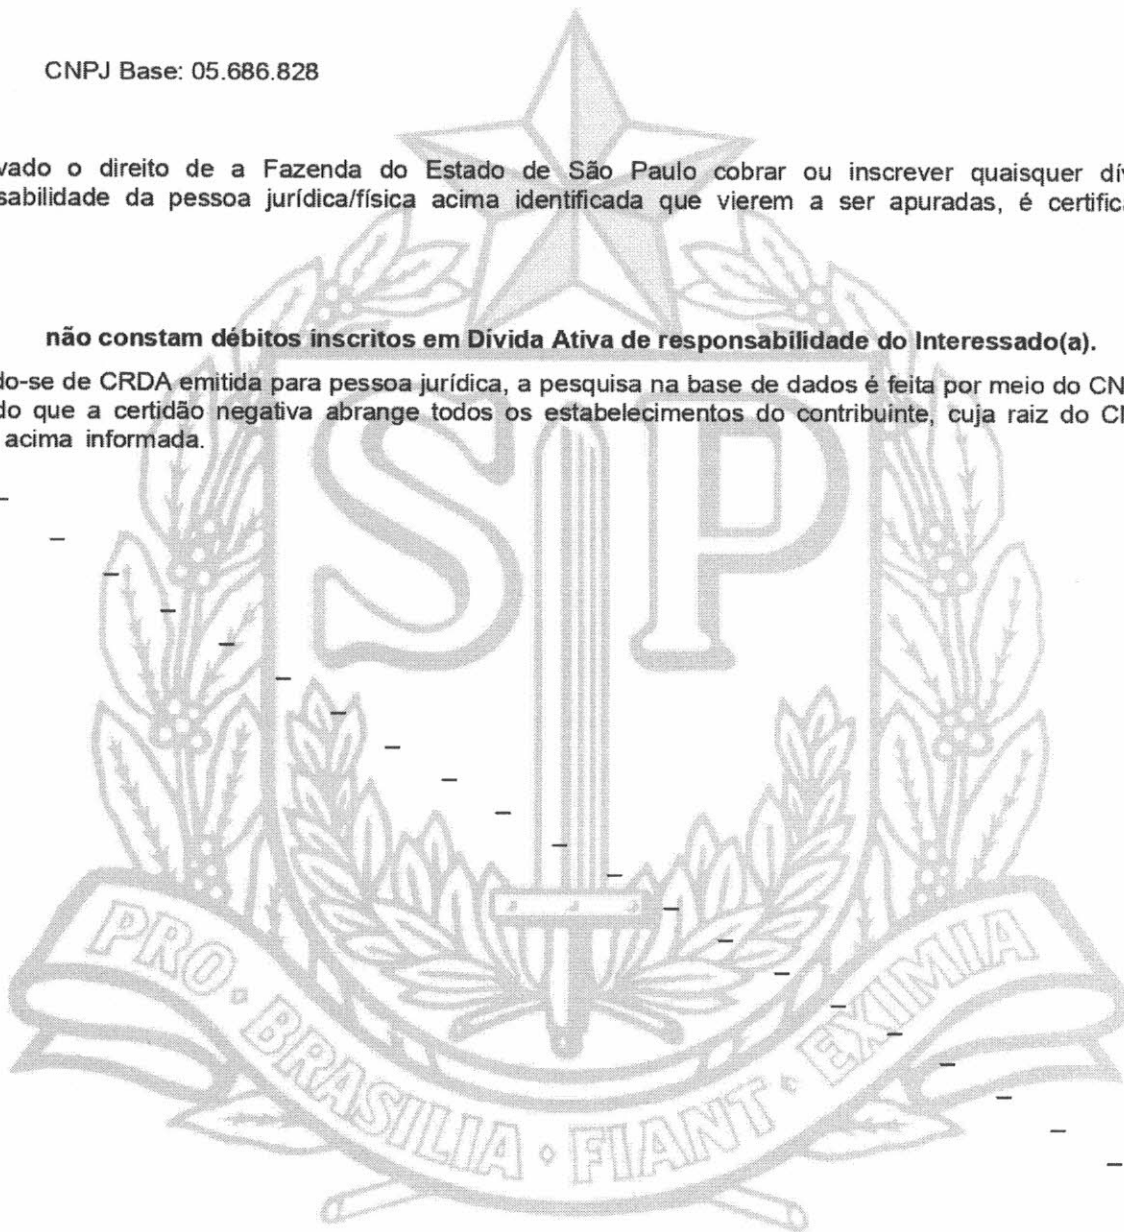 CNPJ Base: 05.686.828
vado o direito de a Fazenda do Estado de São Paulo cobrar ou inscrever quaisquer dív
sabilidade da pessoa jurídica/física acima identificada que vierem a ser apuradas, é certifica
não constam débitos inscritos em Dívida Ativa de responsabilidade do Interessado(a).
do-se de CRDA emitida para pessoa jurídica, a pesquisa na base de dados é feita por meio do CN
do que a certidão negativa abrange todos os estabelecimentos do contribuinte, cuja raiz do CN
acima informada.
SP
PRO • BRASILIA • FIANT • EXIMIA